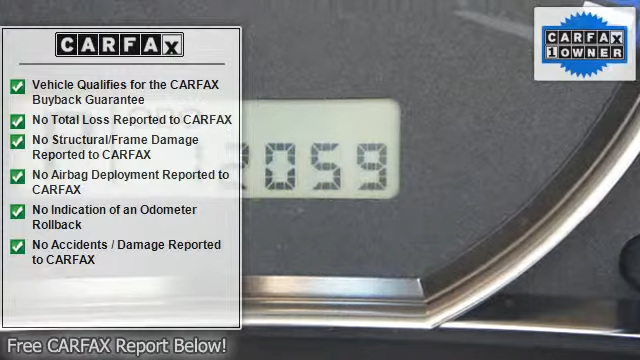 CARFAX
Vehicle Qualifies for the CARFAX
Buyback Guarantee
No Total Loss Reported to CARFAX
No Structural/Frame Damage
Reported to CARFAX
No Airbag Deployment Reported to
CARFAX
No Indication of an Odometer
Rollback
No Accidents / Damage Reported
to CARFAX
Free CARFAX Report Below!
CARFAX
1 OWNER
2059